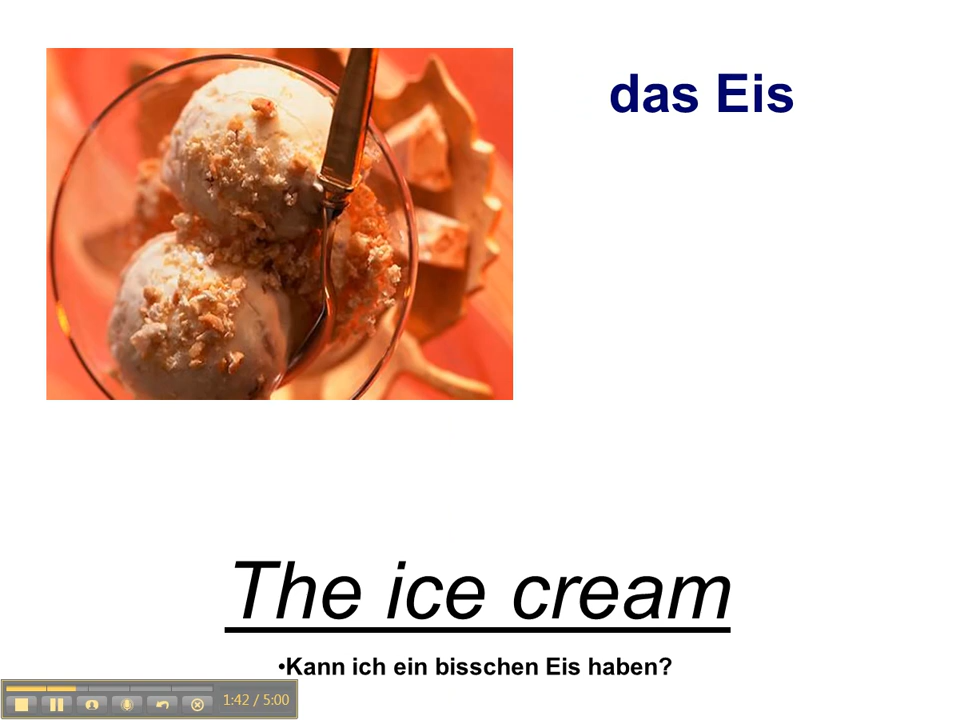 das Eis
The ice cream
•Kann ich ein bisschen Eis haben?
1:42 / 5:00